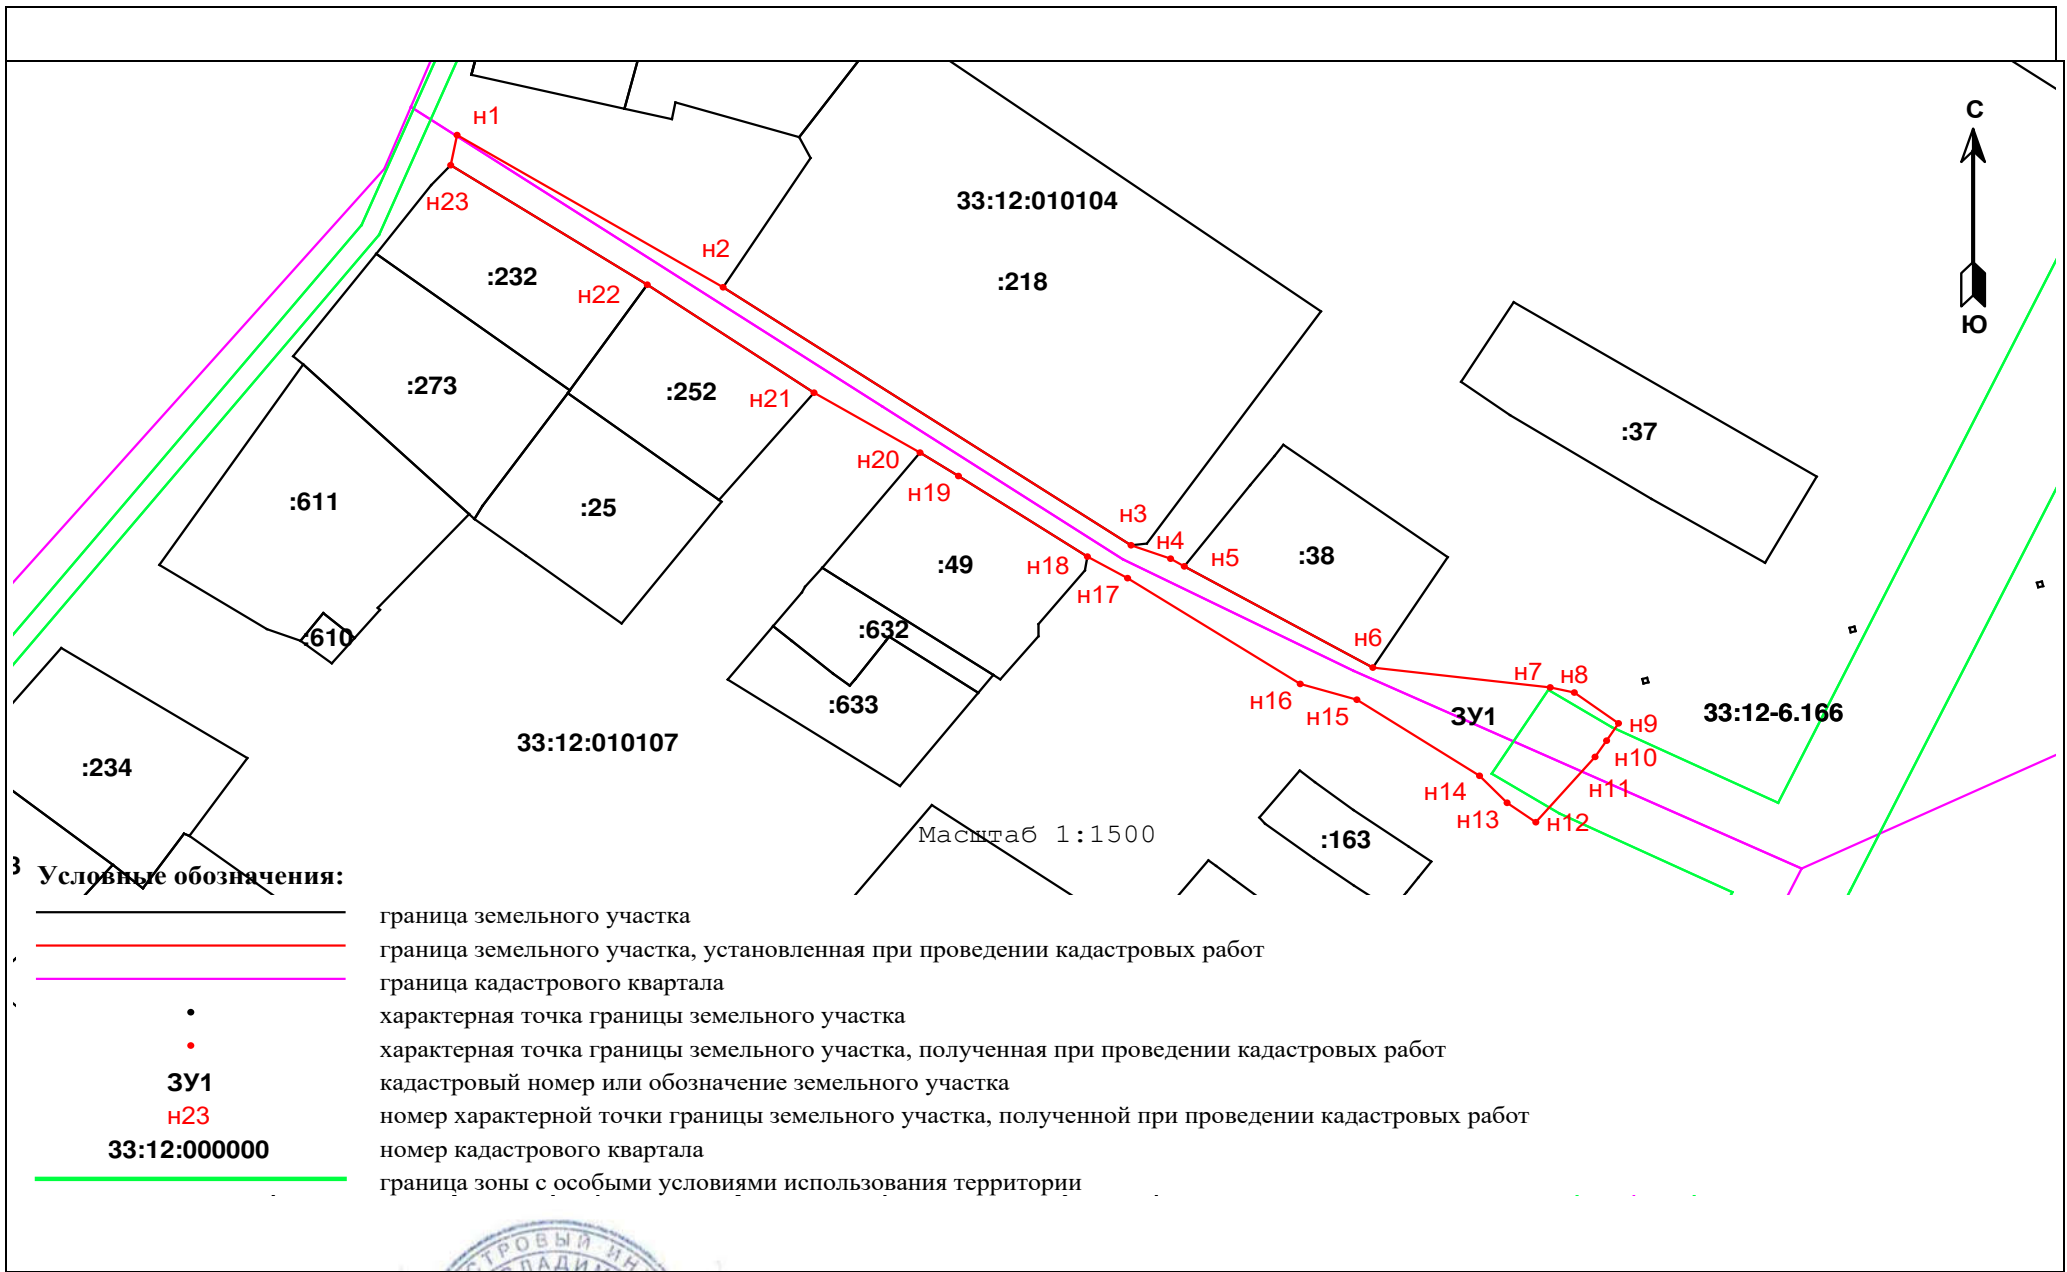 С
н1
33:12:010104
н23
н2
:232
:218
н22
Ю
:273
:252
н21
:37
н20
н19
:611
:25
н3
н4
н5
:38
:49
н18
н17
:610
:632
н6
н7
н8
н16
н15
:633
ЗУ1
33:12-6.166
н9
33:12:010107
н10
:234
н11
н14
н13
н12
Масштаб 1:1500
:163
Условные обозначения:
граница земельного участка
граница земельного участка, установленная при проведении кадастровых работ
граница кадастрового квартала
характерная точка границы земельного участка
характерная точка границы земельного участка, полученная при проведении кадастровых работ
ЗУ1 кадастровый номер или обозначение земельного участка
н23 номер характерной точки границы земельного участка, полученной при проведении кадастровых работ
33:12:000000 номер кадастрового квартала
граница зоны с особыми условиями использования территории